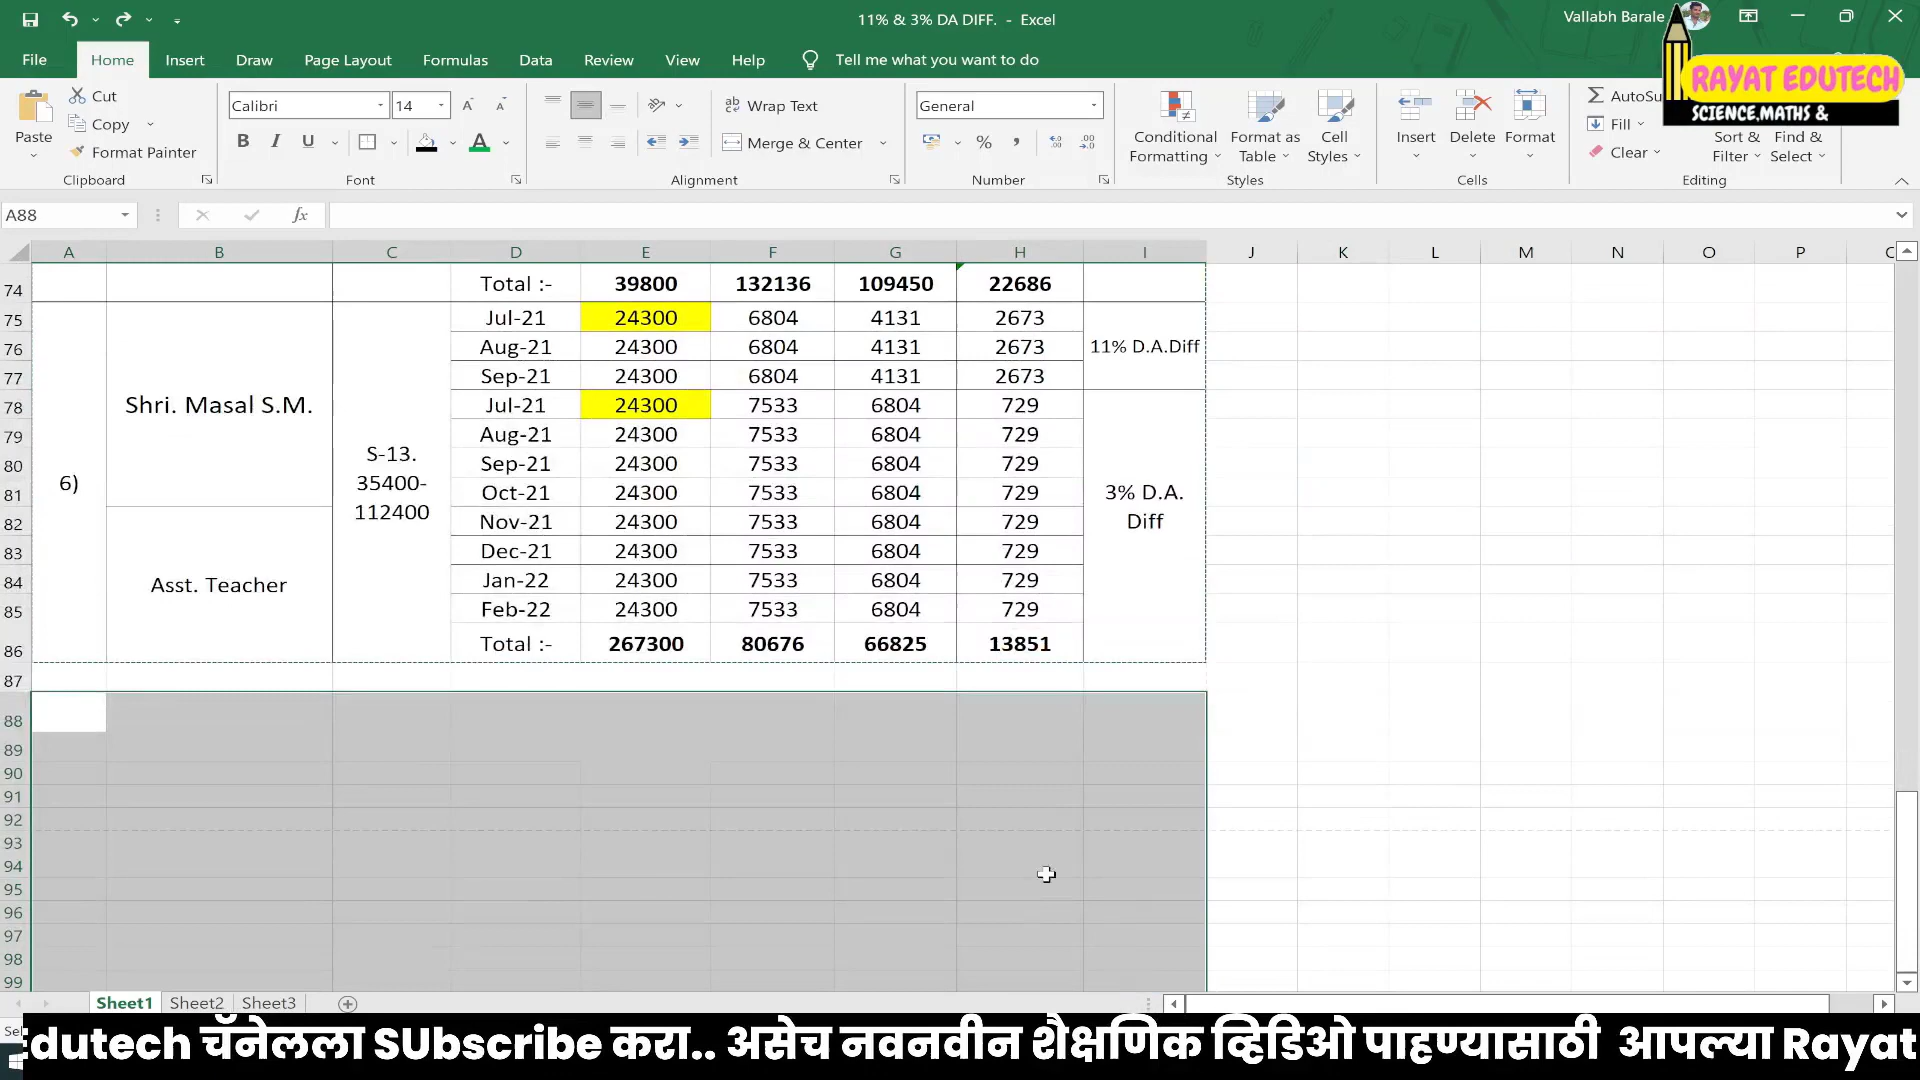 11% & 3% DA DIFF. - Excel
Vallabh Barale
File Home Insert Draw Page Layout Formulas Data Review View Help Tell me what you want to do
RAYAT EDUTECH
SCIENCE,MATHS &
Paste
Cut
Copy
Format Painter
Clipboard
Calibri 14
B I U
Font
Wrap Text
Merge & Center
Alignment
General
Number
Conditional Formatting
Format as Table
Cell Styles
Styles
Insert
Delete
Format
Cells
AutoSu
Fill
Clear
Sort & Filter
Find & Select
Editing
A88
fx
A B C D E F G H I J K L M N O P
74 Total :- 39800 132136 109450 22686
75 Jul-21 24300 6804 4131 2673
76 Aug-21 24300 6804 4131 2673 11% D.A.Diff
77 Sep-21 24300 6804 4131 2673
78 Shri. Masal S.M. Jul-21 24300 7533 6804 729
79 Aug-21 24300 7533 6804 729
80 Sep-21 24300 7533 6804 729
81 Oct-21 24300 7533 6804 729
82 Nov-21 24300 7533 6804 729
83 Dec-21 24300 7533 6804 729
84 Jan-22 24300 7533 6804 729
85 Feb-22 24300 7533 6804 729
86 Total :- 267300 80676 66825 13851
6)
Asst. Teacher
S-13.
35400-
112400
3% D.A.
Diff
87
88
89
90
91
92
93
94
95
96
97
98
99
Sheet1 Sheet2 Sheet3
Edutech चॅनेलला SUbscribe करा.. असेच नवनवीन शैक्षणिक व्हिडिओ पाहण्यासाठी आपल्या Rayat